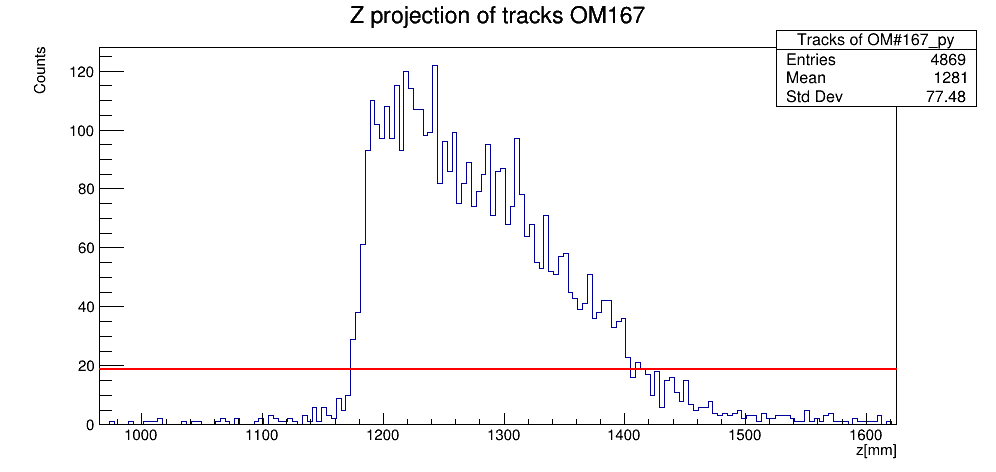 Z projection of tracks OM167
Tracks of OM#167_py
Entries 4869
Mean 1281
Std Dev 77.48
Counts
120
100
80
60
40
20
0
1000 1100 1200 1300 1400 1500 1600
z[mm]